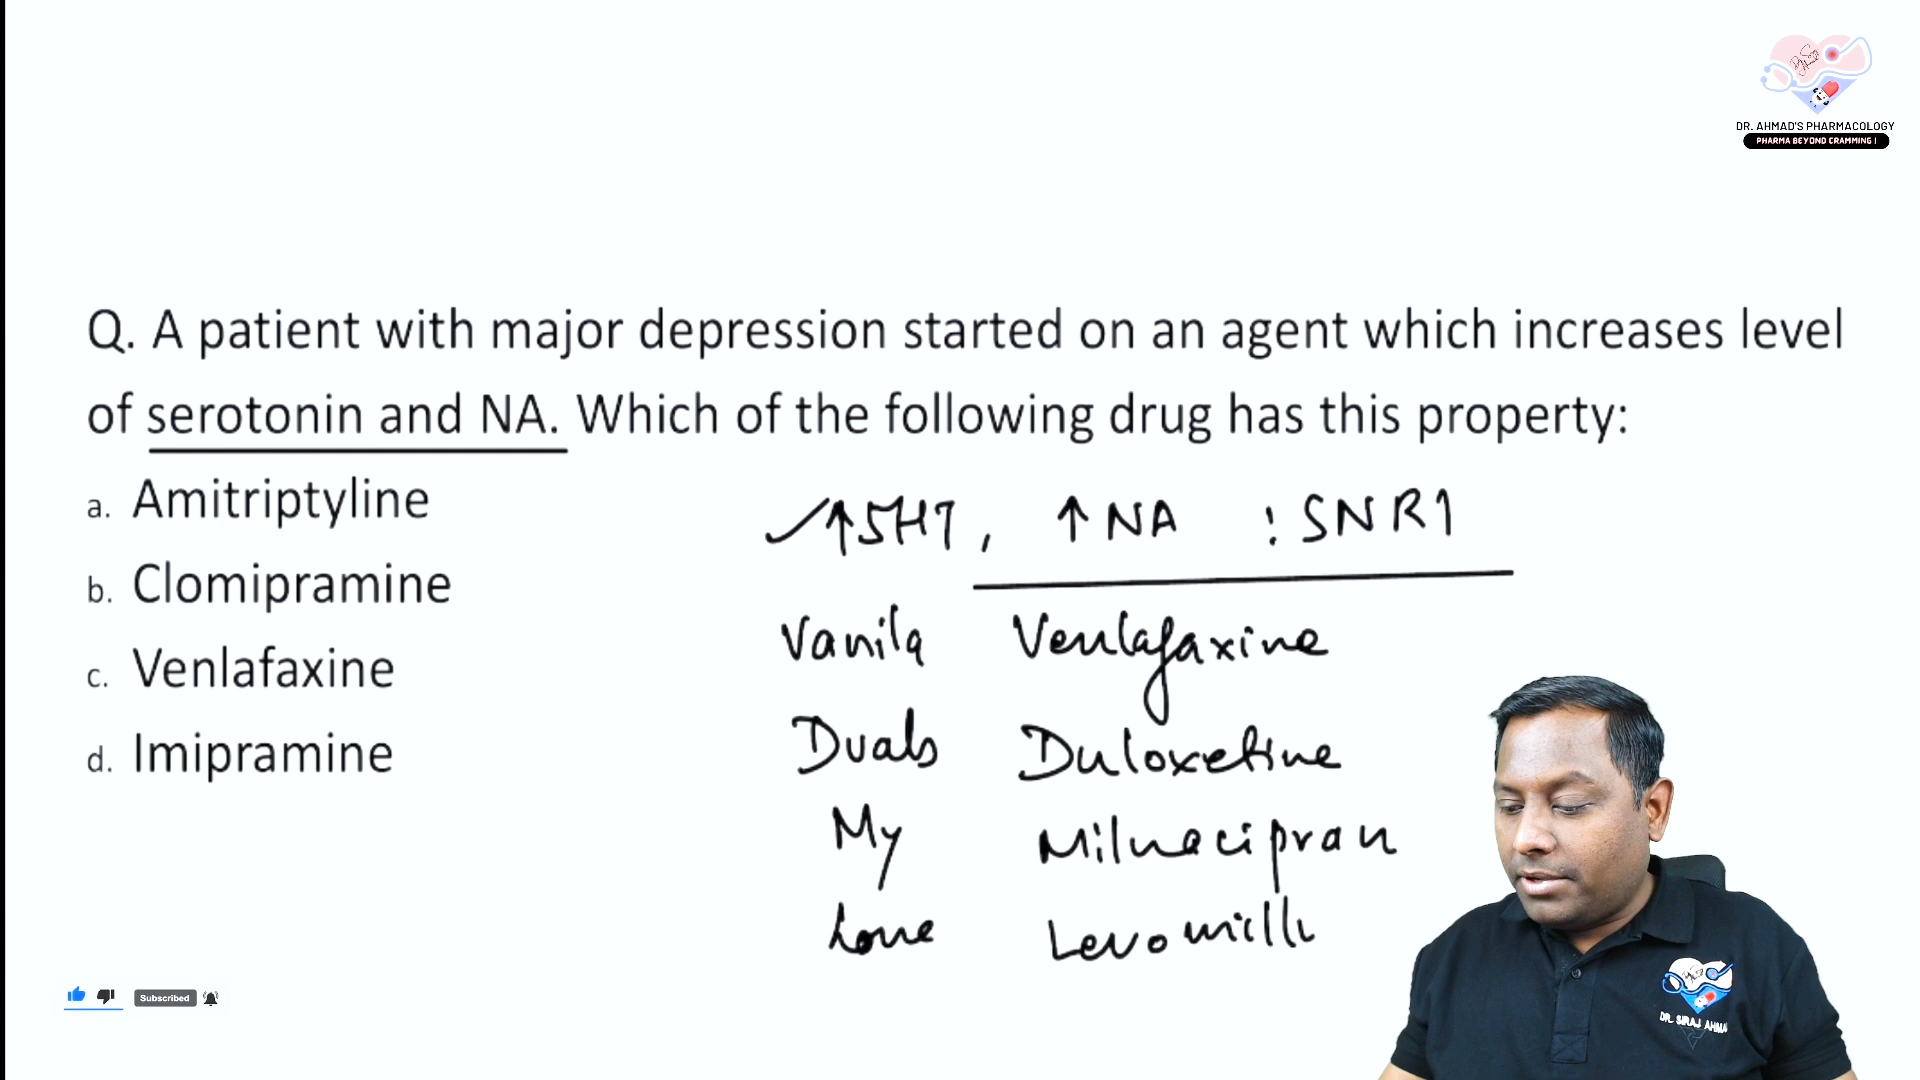 DR. AHMAD'S PHARMACOLOGY
PHARMA BEYOND CRAMMING !
Q. A patient with major depression started on an agent which increases level
of serotonin and NA. Which of the following drug has this property:
a. Amitriptyline
b. Clomipramine
c. Venlafaxine
d. Imipramine
↑5HT, ↑NA : SNRI
Vanila Venlafaxine
Duals Duloxetine
My Milnacipran
Love Levomill
Subscribed
DR. SIRAJ AHMA